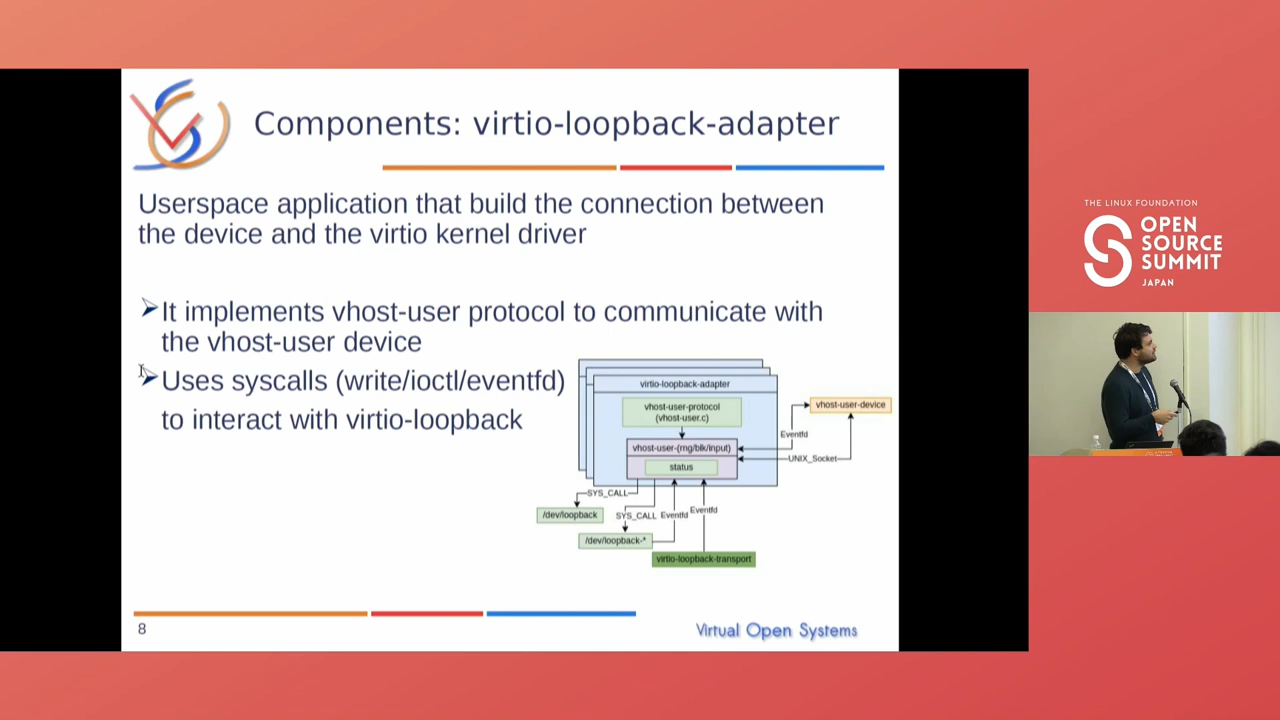 Components: virtio-loopback-adapter
Userspace application that build the connection between
the device and the virtio kernel driver
It implements vhost-user protocol to communicate with
the vhost-user device
Uses syscalls (write/ioctl/eventfd)
to interact with virtio-loopback
virtio-loopback-adapter
vhost-user-protocol
(vhost-user.c)
vhost-user-device
Eventfd
vhost-user-(rng/blk/input)
UNIX_Socket
status
SYS_CALL
/dev/loopback
SYS_CALL
Eventfd
Eventfd
/dev/loopback-*
virtio-loopback-transport
8
Virtual Open Systems
THE LINUX FOUNDATION
OPEN
SOURCE
SUMMIT
JAPAN